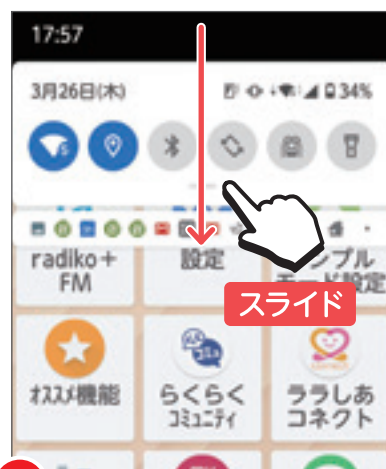 17:57
3月26日(木)
34%
radiko+
FM
設定
ンプル
モード設定
スライド
オススメ機能
らくらく
コミュニティ
ララしあ
コネクト